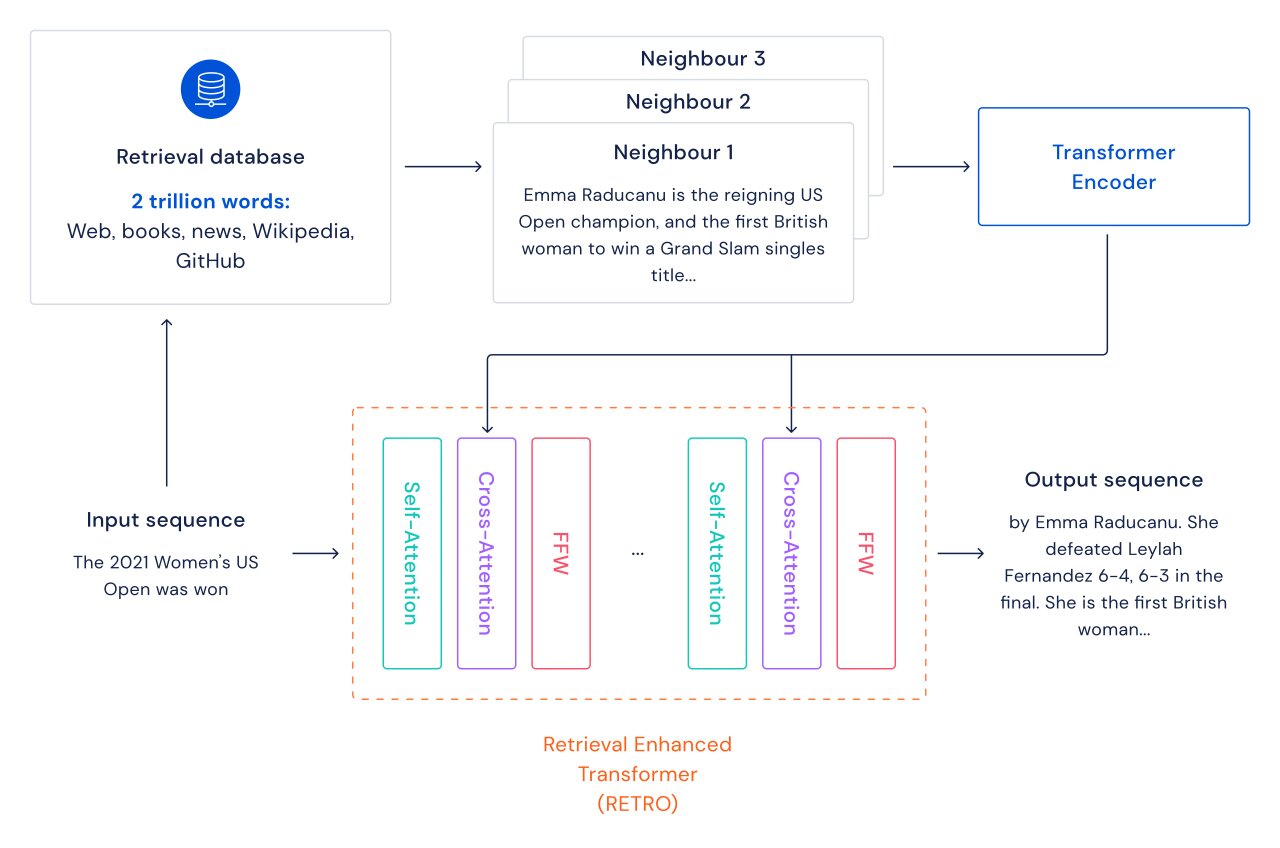 Retrieval database
2 trillion words:
Web, books, news, Wikipedia,
GitHub
Neighbour 3
Neighbour 2
Neighbour 1
Emma Raducanu is the reigning US
Open champion, and the first British
woman to win a Grand Slam singles
title...
Transformer
Encoder
Input sequence
The 2021 Women’s US
Open was won
Self-Attention
Cross-Attention
FFW
...
Self-Attention
Cross-Attention
FFW
Output sequence
by Emma Raducanu. She
defeated Leylah
Fernandez 6-4, 6-3 in the
final. She is the first British
woman...
Retrieval Enhanced
Transformer
(RETRO)